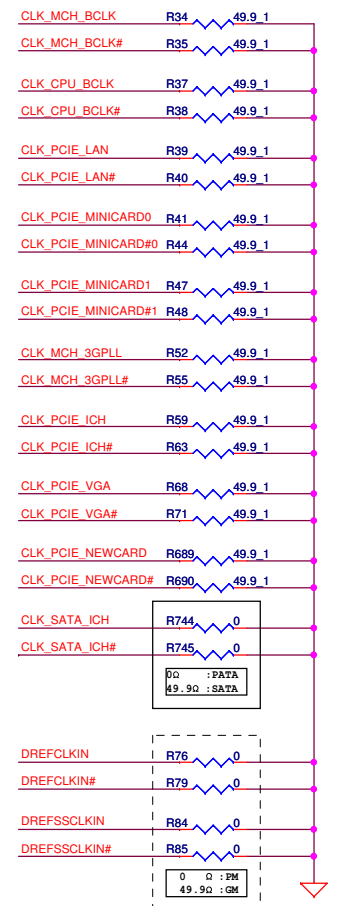 CLK_MCH_BCLK R34 49.9_1
CLK_MCH_BCLK# R35 49.9_1
CLK_CPU_BCLK R37 49.9_1
CLK_CPU_BCLK# R38 49.9_1
CLK_PCIE_LAN R39 49.9_1
CLK_PCIE_LAN# R40 49.9_1
CLK_PCIE_MINICARD0 R41 49.9_1
CLK_PCIE_MINICARD#0 R44 49.9_1
CLK_PCIE_MINICARD1 R47 49.9_1
CLK_PCIE_MINICARD#1 R48 49.9_1
CLK_MCH_3GPLL R52 49.9_1
CLK_MCH_3GPLL# R55 49.9_1
CLK_PCIE_ICH R59 49.9_1
CLK_PCIE_ICH# R63 49.9_1
CLK_PCIE_VGA R68 49.9_1
CLK_PCIE_VGA# R71 49.9_1
CLK_PCIE_NEWCARD R689 49.9_1
CLK_PCIE_NEWCARD# R690 49.9_1
CLK_SATA_ICH R744 0
CLK_SATA_ICH# R745 0
0Ω :PATA
49.9Ω :SATA
DREFCLKIN R76 0
DREFCLKIN# R79 0
DREFSSCLKIN R84 0
DREFSSCLKIN# R85 0
0 Ω :PM
49.9Ω :GM